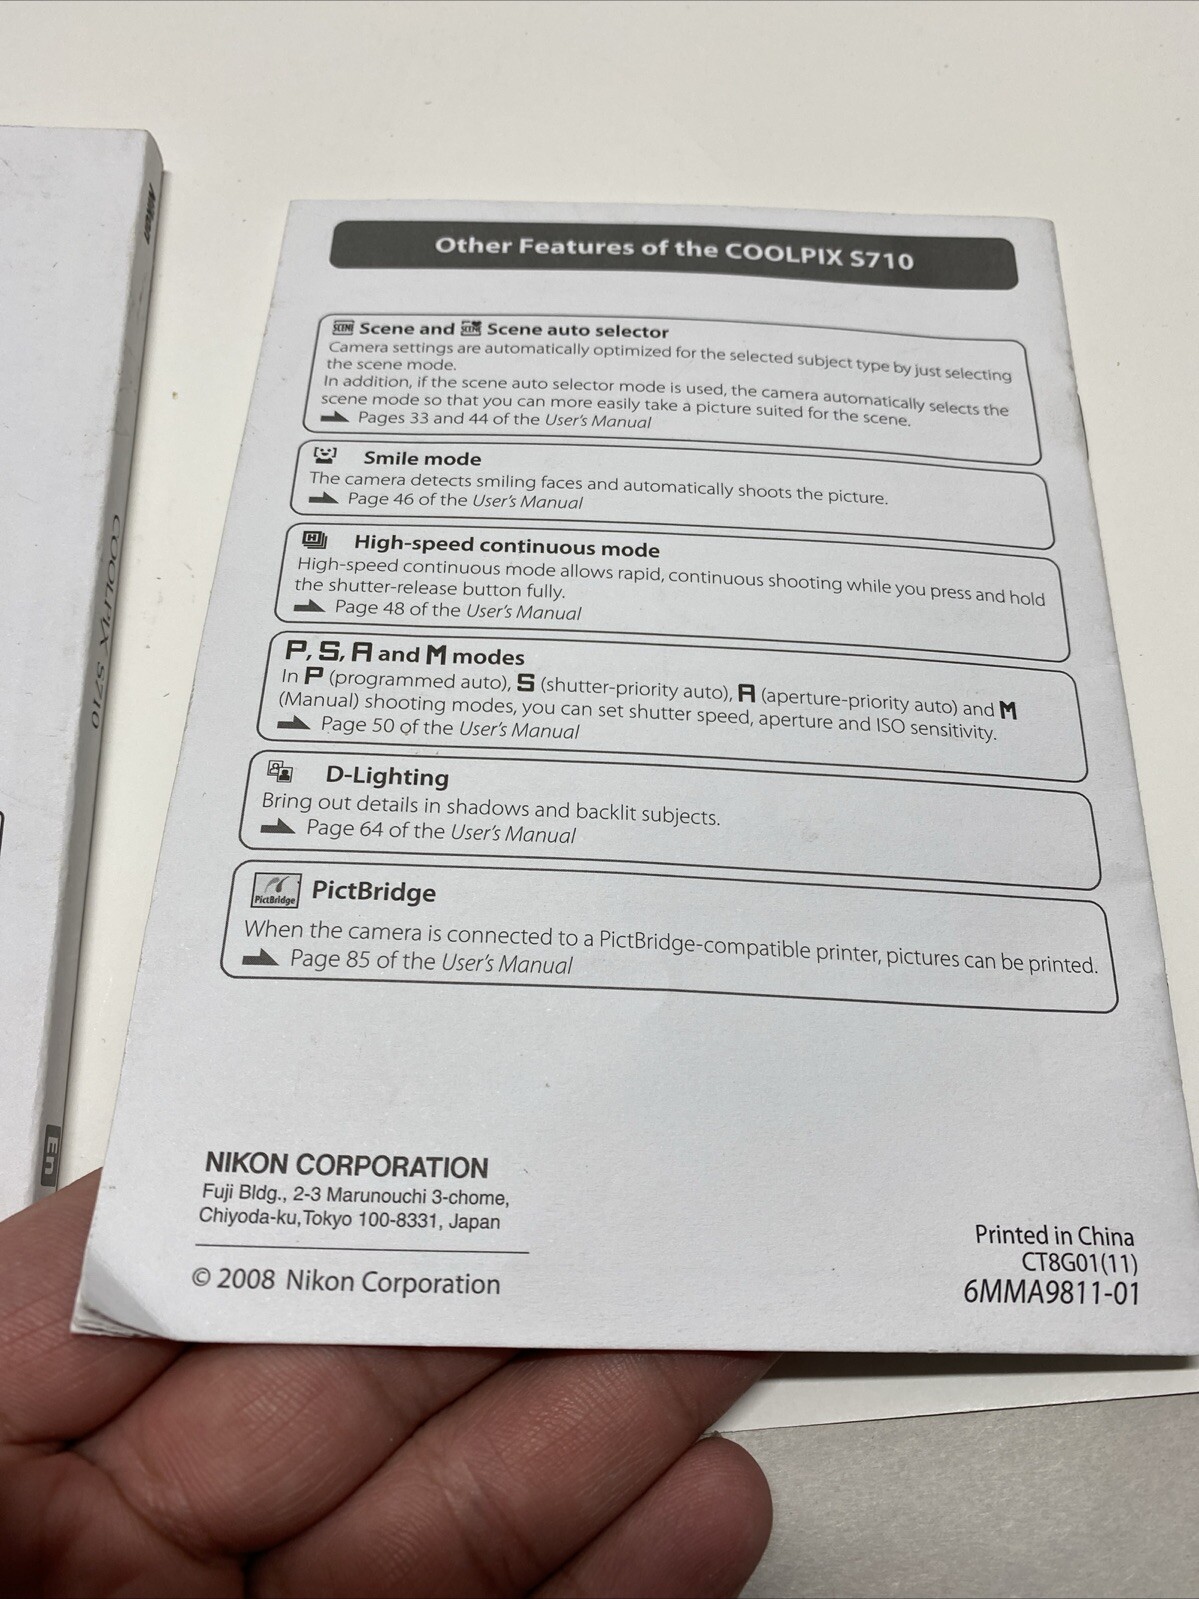 Nikon
COOLPIX S710
En
Other Features of the COOLPIX S710
SCENE Scene and SCENE Scene auto selector
Camera settings are automatically optimized for the selected subject type by just selecting
the scene mode.
In addition, if the scene auto selector mode is used, the camera automatically selects the
scene mode so that you can more easily take a picture suited for the scene.
Pages 33 and 44 of the User's Manual
Smile mode
The camera detects smiling faces and automatically shoots the picture.
Page 46 of the User's Manual
H High-speed continuous mode
High-speed continuous mode allows rapid, continuous shooting while you press and hold
the shutter-release button fully.
Page 48 of the User's Manual
P, S, A and M modes
In P (programmed auto), S (shutter-priority auto), A (aperture-priority auto) and M
(Manual) shooting modes, you can set shutter speed, aperture and ISO sensitivity.
Page 50 of the User's Manual
D-Lighting
Bring out details in shadows and backlit subjects.
Page 64 of the User's Manual
PictBridge PictBridge
When the camera is connected to a PictBridge-compatible printer, pictures can be printed.
Page 85 of the User's Manual
NIKON CORPORATION
Fuji Bldg., 2-3 Marunouchi 3-chome,
Chiyoda-ku,Tokyo 100-8331, Japan
© 2008 Nikon Corporation
Printed in China
CT8G01(11)
6MMA9811-01